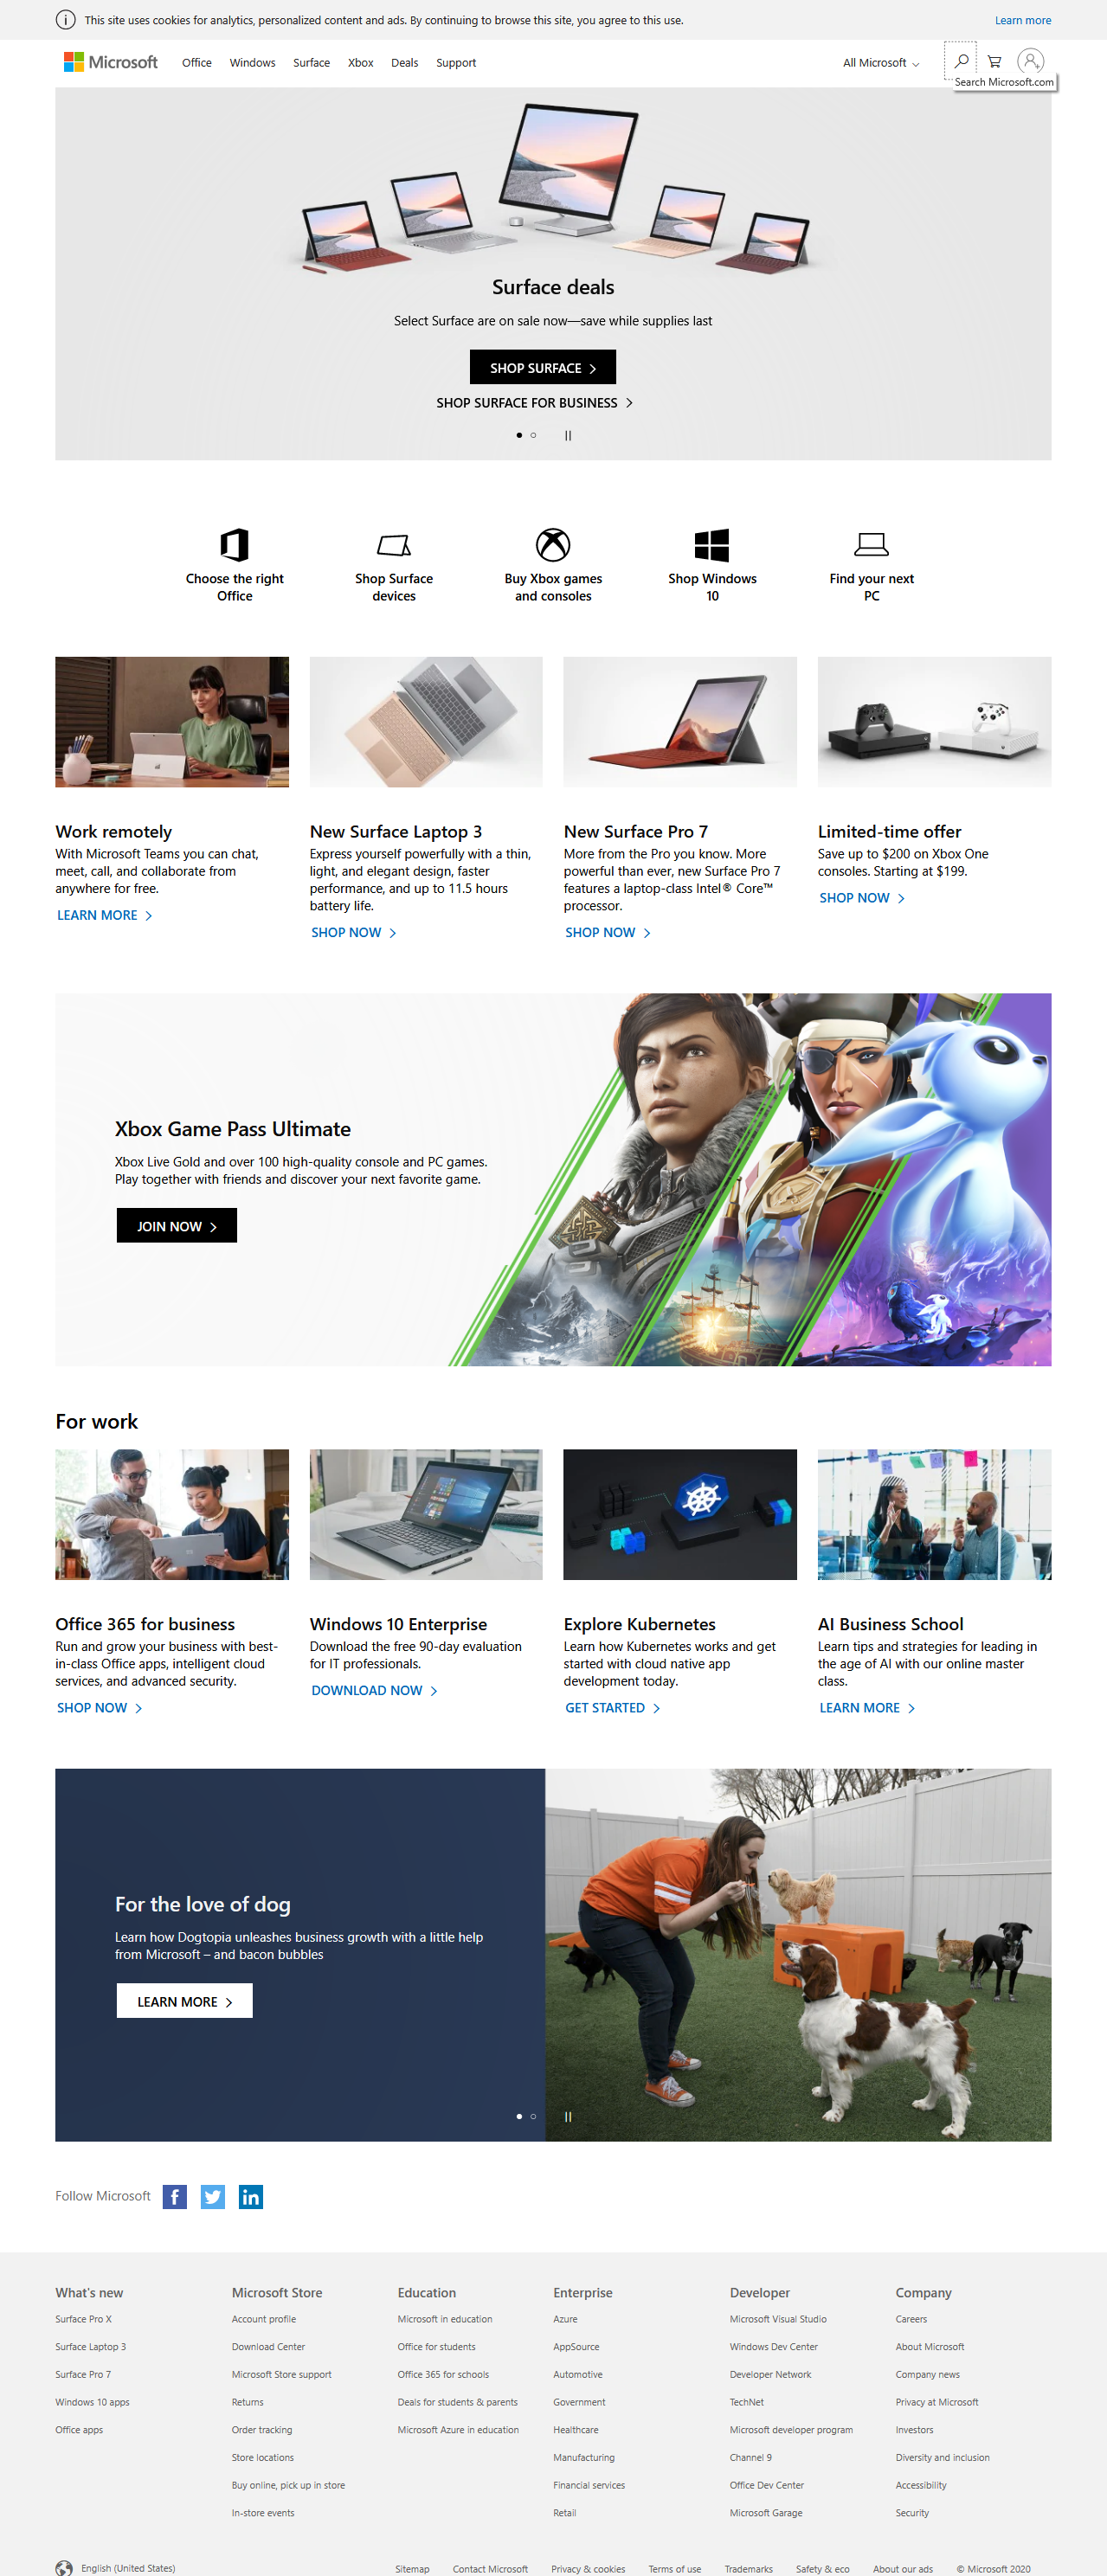 This site uses cookies for analytics, personalized content and ads. By continuing to browse this site, you agree to this use.
Learn more
Microsoft
Office
Windows
Surface
Xbox
Deals
Support
All Microsoft
Search Microsoft.com
Surface deals
Select Surface are on sale now—save while supplies last
SHOP SURFACE
SHOP SURFACE FOR BUSINESS
Choose the right
Office
Shop Surface
devices
Buy Xbox games
and consoles
Shop Windows
10
Find your next
PC
Work remotely
With Microsoft Teams you can chat,
meet, call, and collaborate from
anywhere for free.
LEARN MORE
New Surface Laptop 3
Express yourself powerfully with a thin,
light, and elegant design, faster
performance, and up to 11.5 hours
battery life.
SHOP NOW
New Surface Pro 7
More from the Pro you know. More
powerful than ever, new Surface Pro 7
features a laptop-class Intel® Core™
processor.
SHOP NOW
Limited-time offer
Save up to $200 on Xbox One
consoles. Starting at $199.
SHOP NOW
Xbox Game Pass Ultimate
Xbox Live Gold and over 100 high-quality console and PC games.
Play together with friends and discover your next favorite game.
JOIN NOW
For work
Office 365 for business
Run and grow your business with best-
in-class Office apps, intelligent cloud
services, and advanced security.
SHOP NOW
Windows 10 Enterprise
Download the free 90-day evaluation
for IT professionals.
DOWNLOAD NOW
Explore Kubernetes
Learn how Kubernetes works and get
started with cloud native app
development today.
GET STARTED
AI Business School
Learn tips and strategies for leading in
the age of AI with our online master
class.
LEARN MORE
For the love of dog
Learn how Dogtopia unleashes business growth with a little help
from Microsoft – and bacon bubbles
LEARN MORE
Follow Microsoft
What's new
Surface Pro X
Surface Laptop 3
Surface Pro 7
Windows 10 apps
Office apps
Microsoft Store
Account profile
Download Center
Microsoft Store support
Returns
Order tracking
Store locations
Buy online, pick up in store
In-store events
Education
Microsoft in education
Office for students
Office 365 for schools
Deals for students & parents
Microsoft Azure in education
Enterprise
Azure
AppSource
Automotive
Government
Healthcare
Manufacturing
Financial services
Retail
Developer
Microsoft Visual Studio
Windows Dev Center
Developer Network
TechNet
Microsoft developer program
Channel 9
Office Dev Center
Microsoft Garage
Company
Careers
About Microsoft
Company news
Privacy at Microsoft
Investors
Diversity and inclusion
Accessibility
Security
English (United States)
Sitemap
Contact Microsoft
Privacy & cookies
Terms of use
Trademarks
Safety & eco
About our ads
© Microsoft 2020